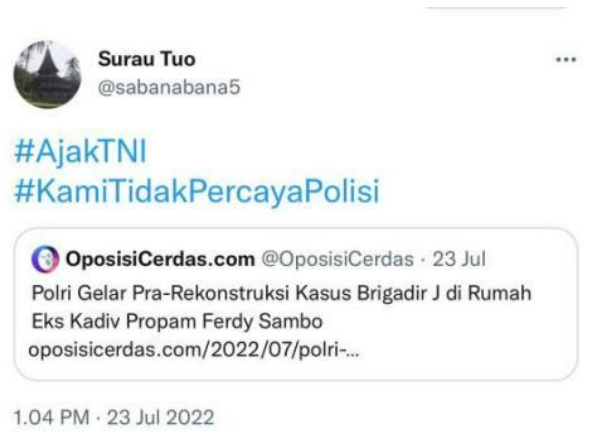 Surau Tuo
@sabanabana5
#AjakTNI
#KamiTidakPercayaPolisi
OposisiCerdas.com @OposisiCerdas · 23 Jul
Polri Gelar Pra-Rekonstruksi Kasus Brigadir J di Rumah
Eks Kadiv Propam Ferdy Sambo
oposisicerdas.com/2022/07/polri-...
1.04 PM · 23 Jul 2022